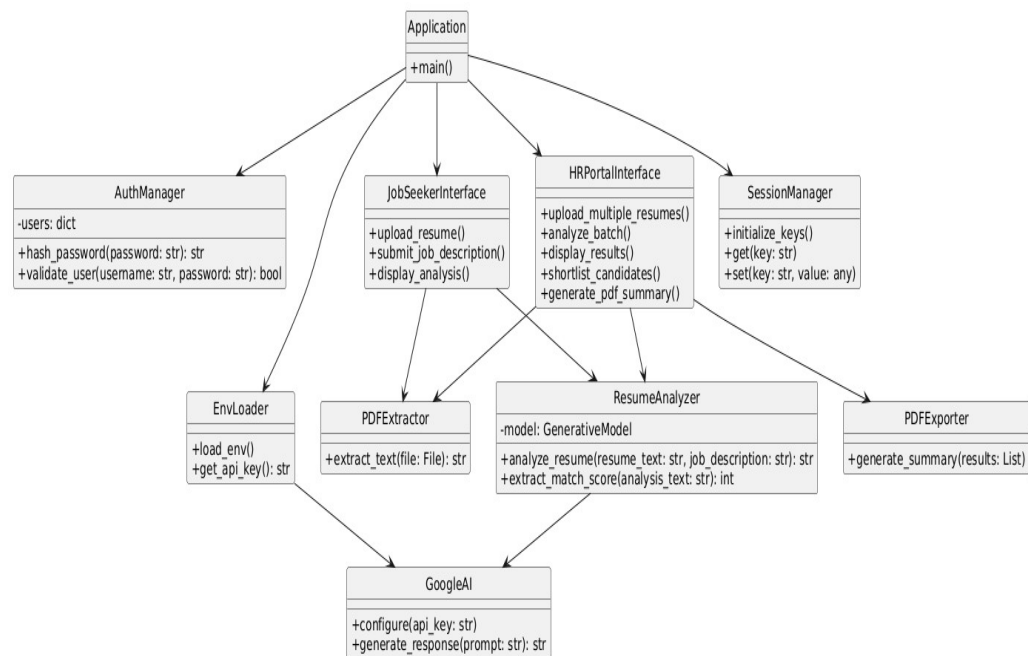 Application
+main()
AuthManager
-users: dict
+hash_password(password: str): str
+validate_user(username: str, password: str): bool
JobSeekerInterface
+upload_resume()
+submit_job_description()
+display_analysis()
HRPortalInterface
+upload_multiple_resumes()
+analyze_batch()
+display_results()
+shortlist_candidates()
+generate_pdf_summary()
SessionManager
+initialize_keys()
+get(key: str)
+set(key: str, value: any)
EnvLoader
+load_env()
+get_api_key(): str
PDFExtractor
+extract_text(file: File): str
ResumeAnalyzer
-model: GenerativeModel
+analyze_resume(resume_text: str, job_description: str): str
+extract_match_score(analysis_text: str): int
PDFExporter
+generate_summary(results: List)
GoogleAI
+configure(api_key: str)
+generate_response(prompt: str): str